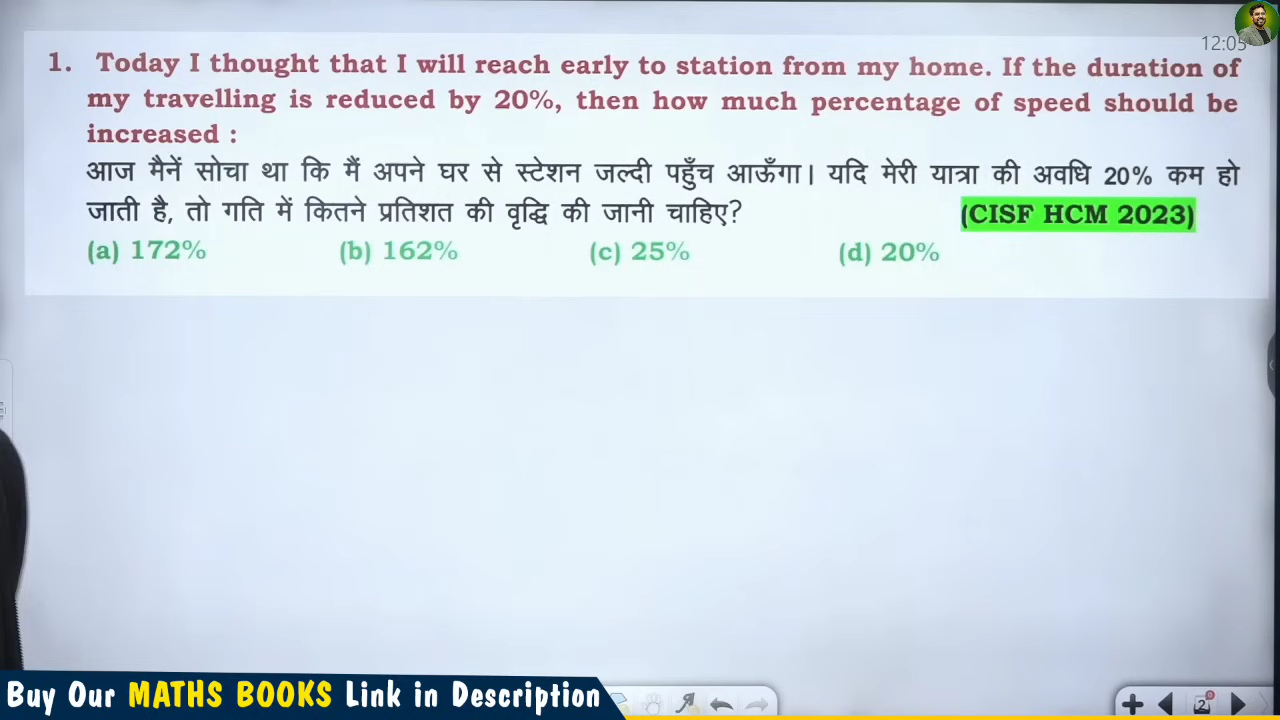 12:05
1. Today I thought that I will reach early to station from my home. If the duration of
my travelling is reduced by 20%, then how much percentage of speed should be
increased :
आज मैनें सोचा था कि मैं अपने घर से स्टेशन जल्दी पहुँच आऊँगा। यदि मेरी यात्रा की अवधि 20% कम हो
जाती है, तो गति में कितने प्रतिशत की वृद्धि की जानी चाहिए? (CISF HCM 2023)
(a) 172% (b) 162% (c) 25% (d) 20%
Buy Our MATHS BOOKS Link in Description
2